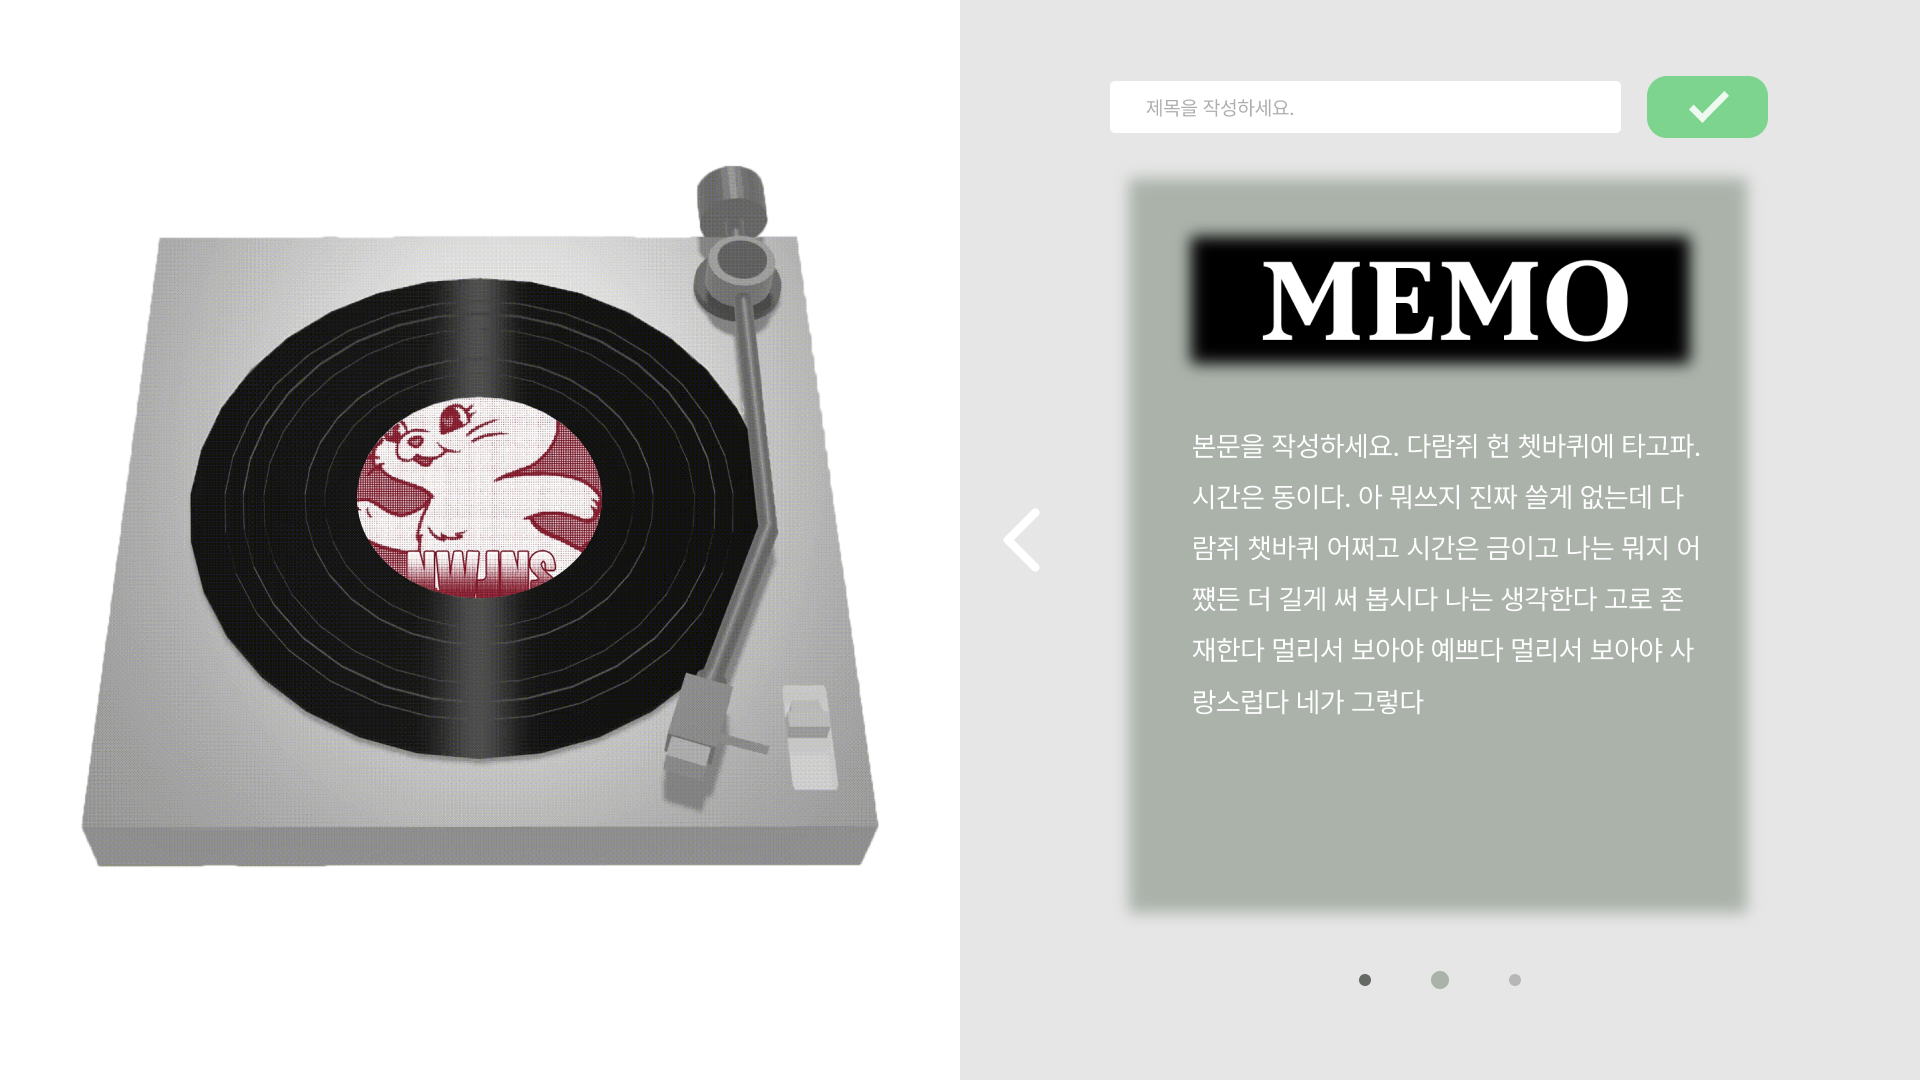 NWJNS
제목을 작성하세요.
MEMO
본문을 작성하세요. 다람쥐 헌 쳇바퀴에 타고파.
시간은 동이다. 아 뭐쓰지 진짜 쓸게 없는데 다
람쥐 챗바퀴 어쩌고 시간은 금이고 나는 뭐지 어
쨌든 더 길게 써 봅시다 나는 생각한다 고로 존
재한다 멀리서 보아야 예쁘다 멀리서 보아야 사
랑스럽다 네가 그렇다